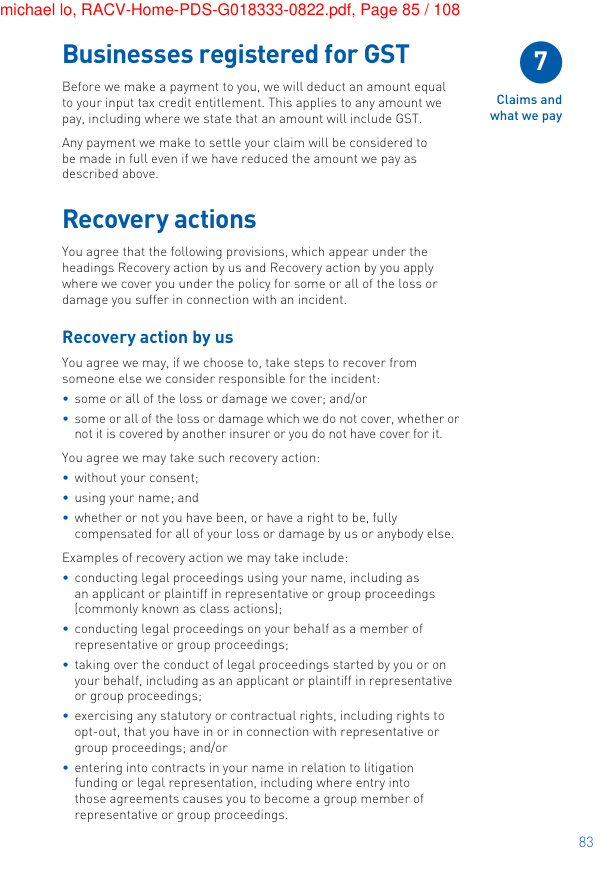 michael lo, RACV-Home-PDS-G018333-0822.pdf, Page 85 / 108
Businesses registered for GST
Before we make a payment to you, we will deduct an amount equal
to your input tax credit entitlement. This applies to any amount we
pay, including where we state that an amount will include GST.
Any payment we make to settle your claim will be considered to
be made in full even if we have reduced the amount we pay as
described above.
7
Claims and
what we pay
Recovery actions
You agree that the following provisions, which appear under the
headings Recovery action by us and Recovery action by you apply
where we cover you under the policy for some or all of the loss or
damage you suffer in connection with an incident.
Recovery action by us
You agree we may, if we choose to, take steps to recover from
someone else we consider responsible for the incident:
• some or all of the loss or damage we cover; and/or
• some or all of the loss or damage which we do not cover, whether or
not it is covered by another insurer or you do not have cover for it.
You agree we may take such recovery action:
• without your consent;
• using your name; and
• whether or not you have been, or have a right to be, fully
compensated for all of your loss or damage by us or anybody else.
Examples of recovery action we may take include:
• conducting legal proceedings using your name, including as
an applicant or plaintiff in representative or group proceedings
(commonly known as class actions);
• conducting legal proceedings on your behalf as a member of
representative or group proceedings;
• taking over the conduct of legal proceedings started by you or on
your behalf, including as an applicant or plaintiff in representative
or group proceedings;
• exercising any statutory or contractual rights, including rights to
opt-out, that you have in or in connection with representative or
group proceedings; and/or
• entering into contracts in your name in relation to litigation
funding or legal representation, including where entry into
those agreements causes you to become a group member of
representative or group proceedings.
83